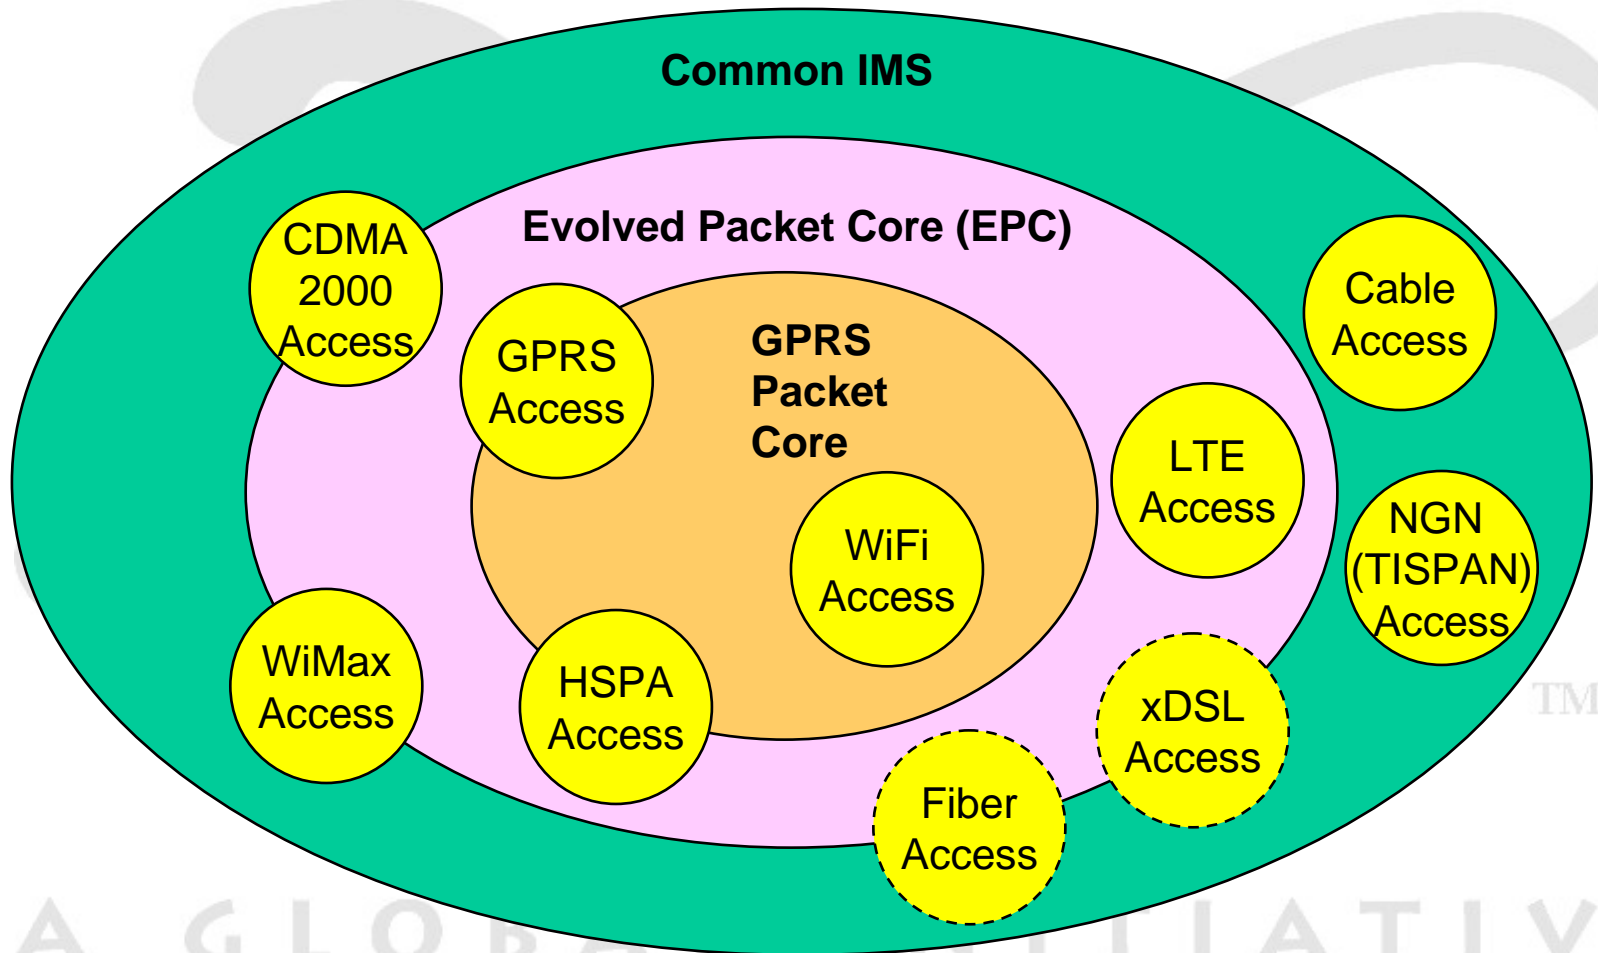 Common IMS
Evolved Packet Core (EPC)
CDMA
2000
Access
GPRS
Access
GPRS
Packet
Core
Cable
Access
LTE
Access
NGN
(TISPAN)
Access
WiFi
Access
WiMax
Access
HSPA
Access
xDSL
Access
Fiber
Access
TM
A GLOBA